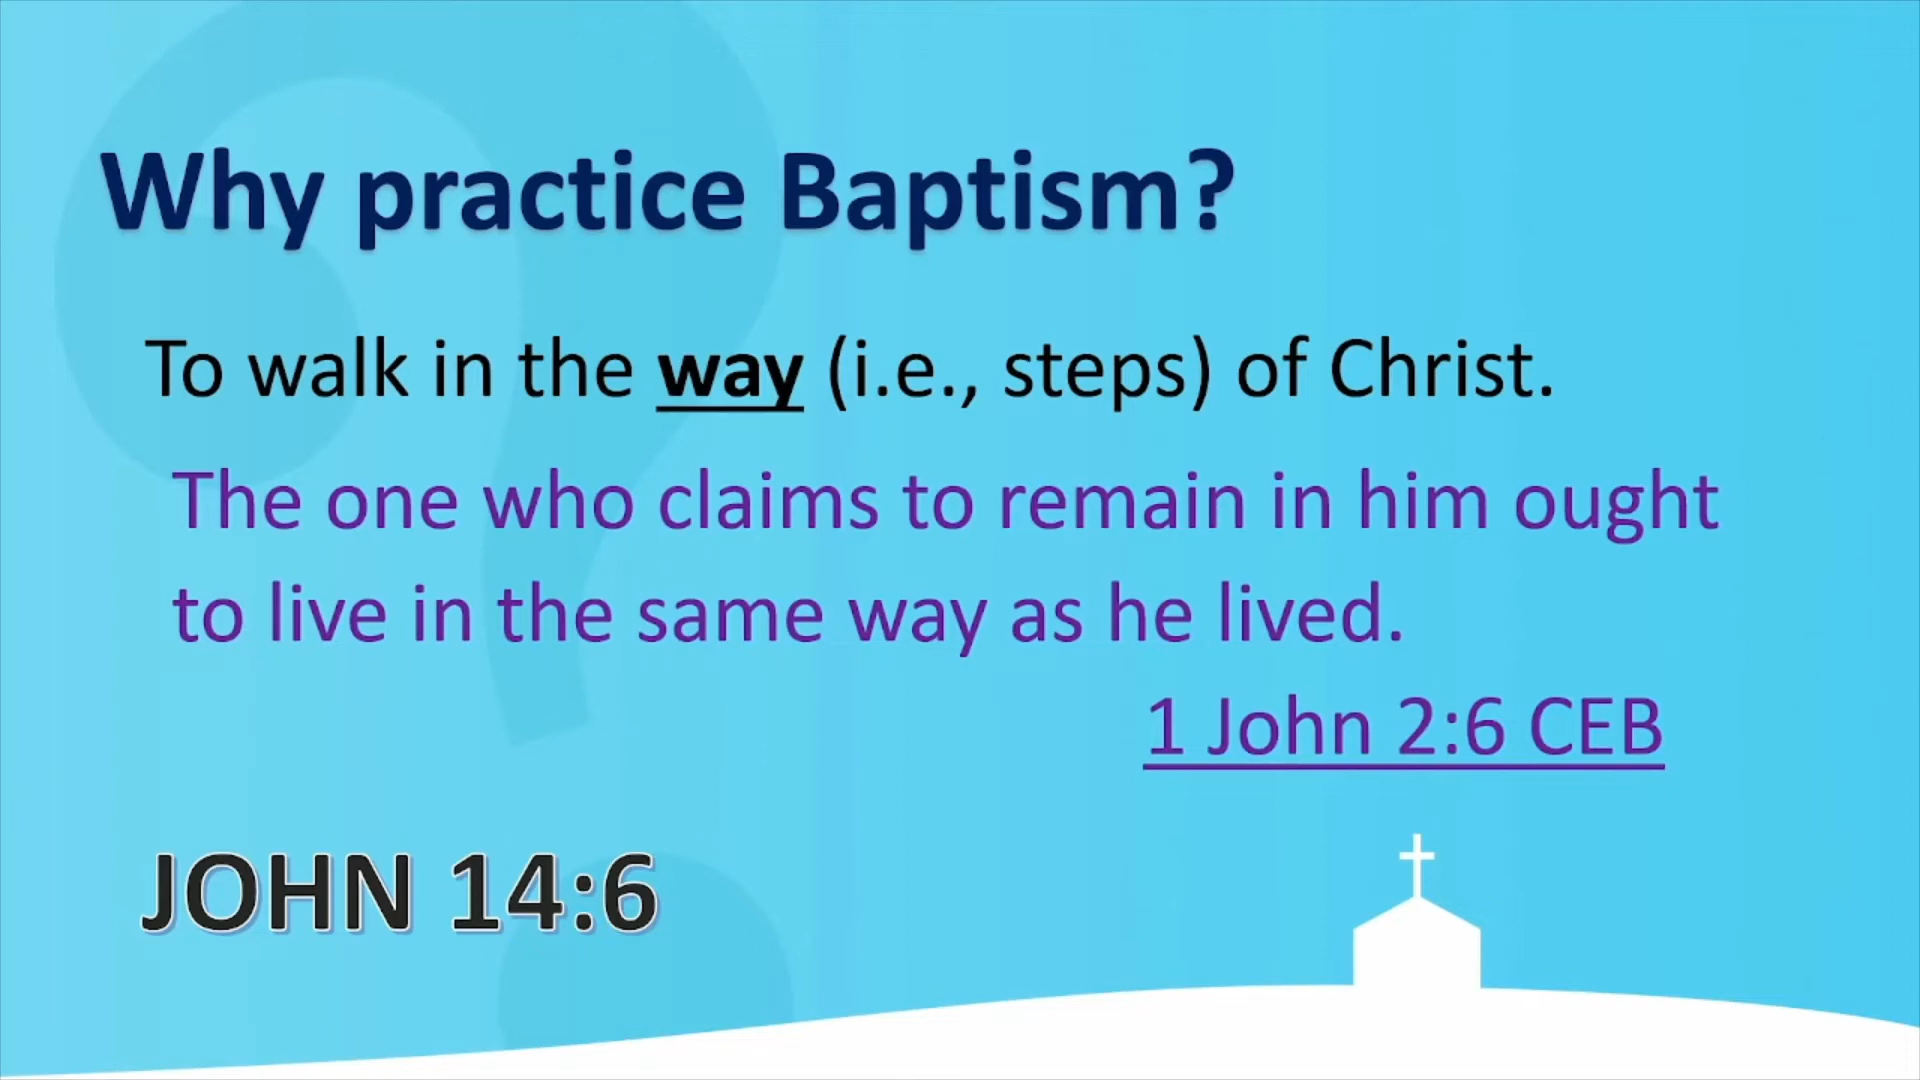 Why practice Baptism?
To walk in the way (i.e., steps) of Christ.
The one who claims to remain in him ought
to live in the same way as he lived.
1 John 2:6 CEB
JOHN 14:6